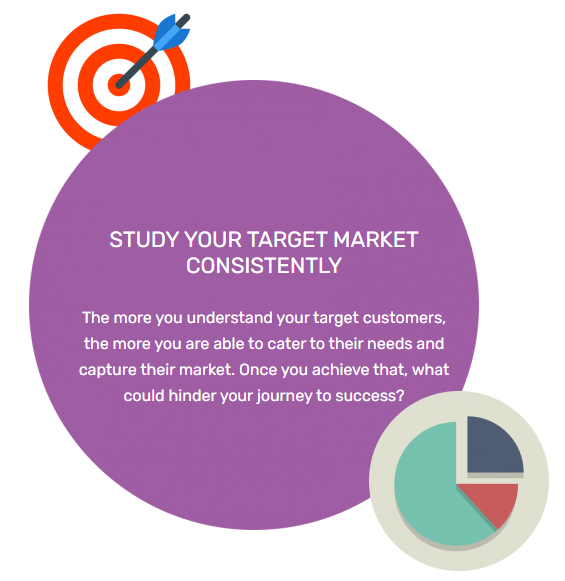 STUDY YOUR TARGET MARKET
CONSISTENTLY
The more you understand your target customers,
the more you are able to cater to their needs and
capture their market. Once you achieve that, what
could hinder your journey to success?